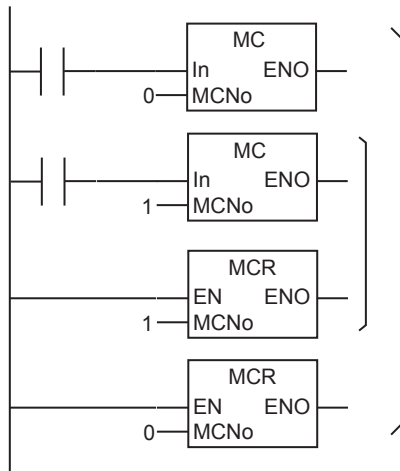 MC
In ENO
0 MCNo
MC
In ENO
1 MCNo
MCR
EN ENO
1 MCNo
MCR
EN ENO
0 MCNo